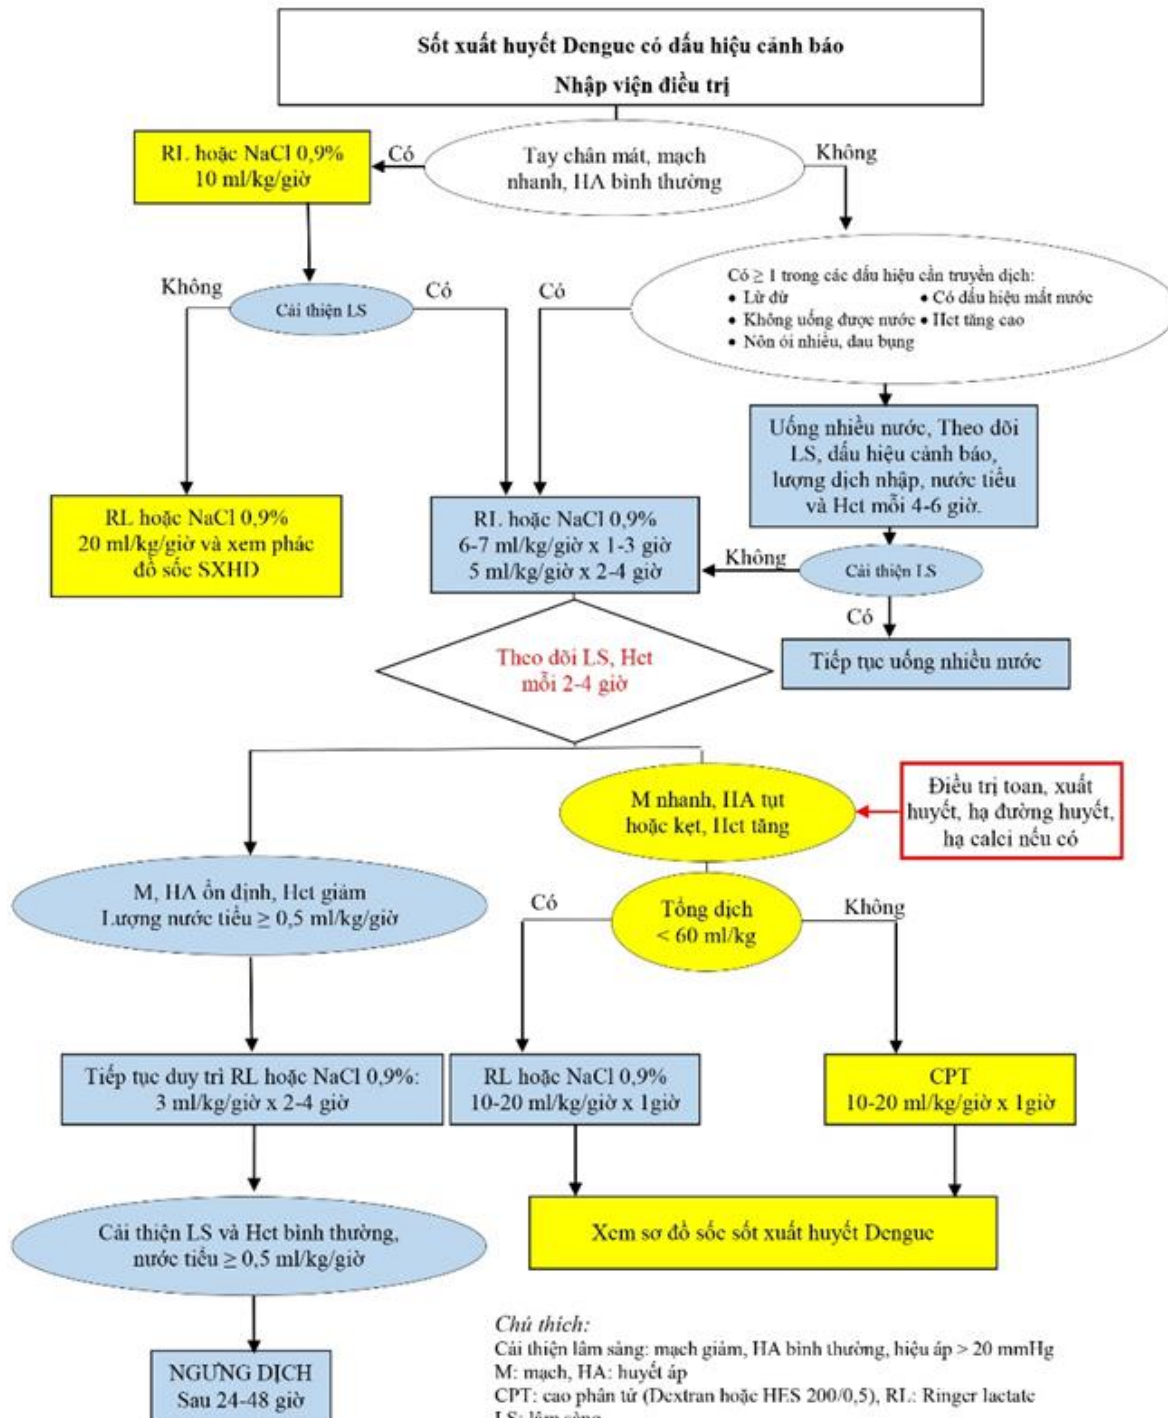 Sốt xuất huyết Dengue có dấu hiệu cảnh báo
Nhập viện điều trị
Tay chân mát, mạch
nhanh, HA bình thường
Có
Không
RL hoặc NaCl 0,9%
10 ml/kg/giờ
Cải thiện LS
Không
Có
Có
Có ≥ 1 trong các dấu hiệu cần truyền dịch:
• Lừ đừ
• Có dấu hiệu mất nước
• Không uống được nước
• Hct tăng cao
• Nôn ói nhiều, đau bụng
Uống nhiều nước, Theo dõi
LS, dấu hiệu cảnh báo,
lượng dịch nhập, nước tiểu
và Hct mỗi 4-6 giờ.
RL hoặc NaCl 0,9%
20 ml/kg/giờ và xem phác
đồ sốc SXHD
RL hoặc NaCl 0,9%
6-7 ml/kg/giờ x 1-3 giờ
5 ml/kg/giờ x 2-4 giờ
Không
Cải thiện LS
Có
Tiếp tục uống nhiều nước
Theo dõi LS, Hct
mỗi 2-4 giờ
M nhanh, HA tụt
hoặc kẹt, Hct tăng
Điều trị toan, xuất
huyết, hạ đường huyết,
hạ calci nếu có
M, HA ổn định, Hct giảm
Lượng nước tiểu ≥ 0,5 ml/kg/giờ
Có
Tổng dịch
< 60 ml/kg
Không
Tiếp tục duy trì RL hoặc NaCl 0,9%:
3 ml/kg/giờ x 2-4 giờ
RL hoặc NaCl 0,9%
10-20 ml/kg/giờ x 1giờ
CPT
10-20 ml/kg/giờ x 1giờ
Cải thiện LS và Hct bình thường,
nước tiểu ≥ 0,5 ml/kg/giờ
Xem sơ đồ sốc sốt xuất huyết Dengue
NGƯNG DỊCH
Sau 24-48 giờ
Chú thích:
Cải thiện lâm sàng: mạch giảm, HA bình thường, hiệu áp > 20 mmHg
M: mạch, HA: huyết áp
CPT: cao phân tử (Dextran hoặc HES 200/0,5), RL: Ringer lactate
LS: lâm sàng